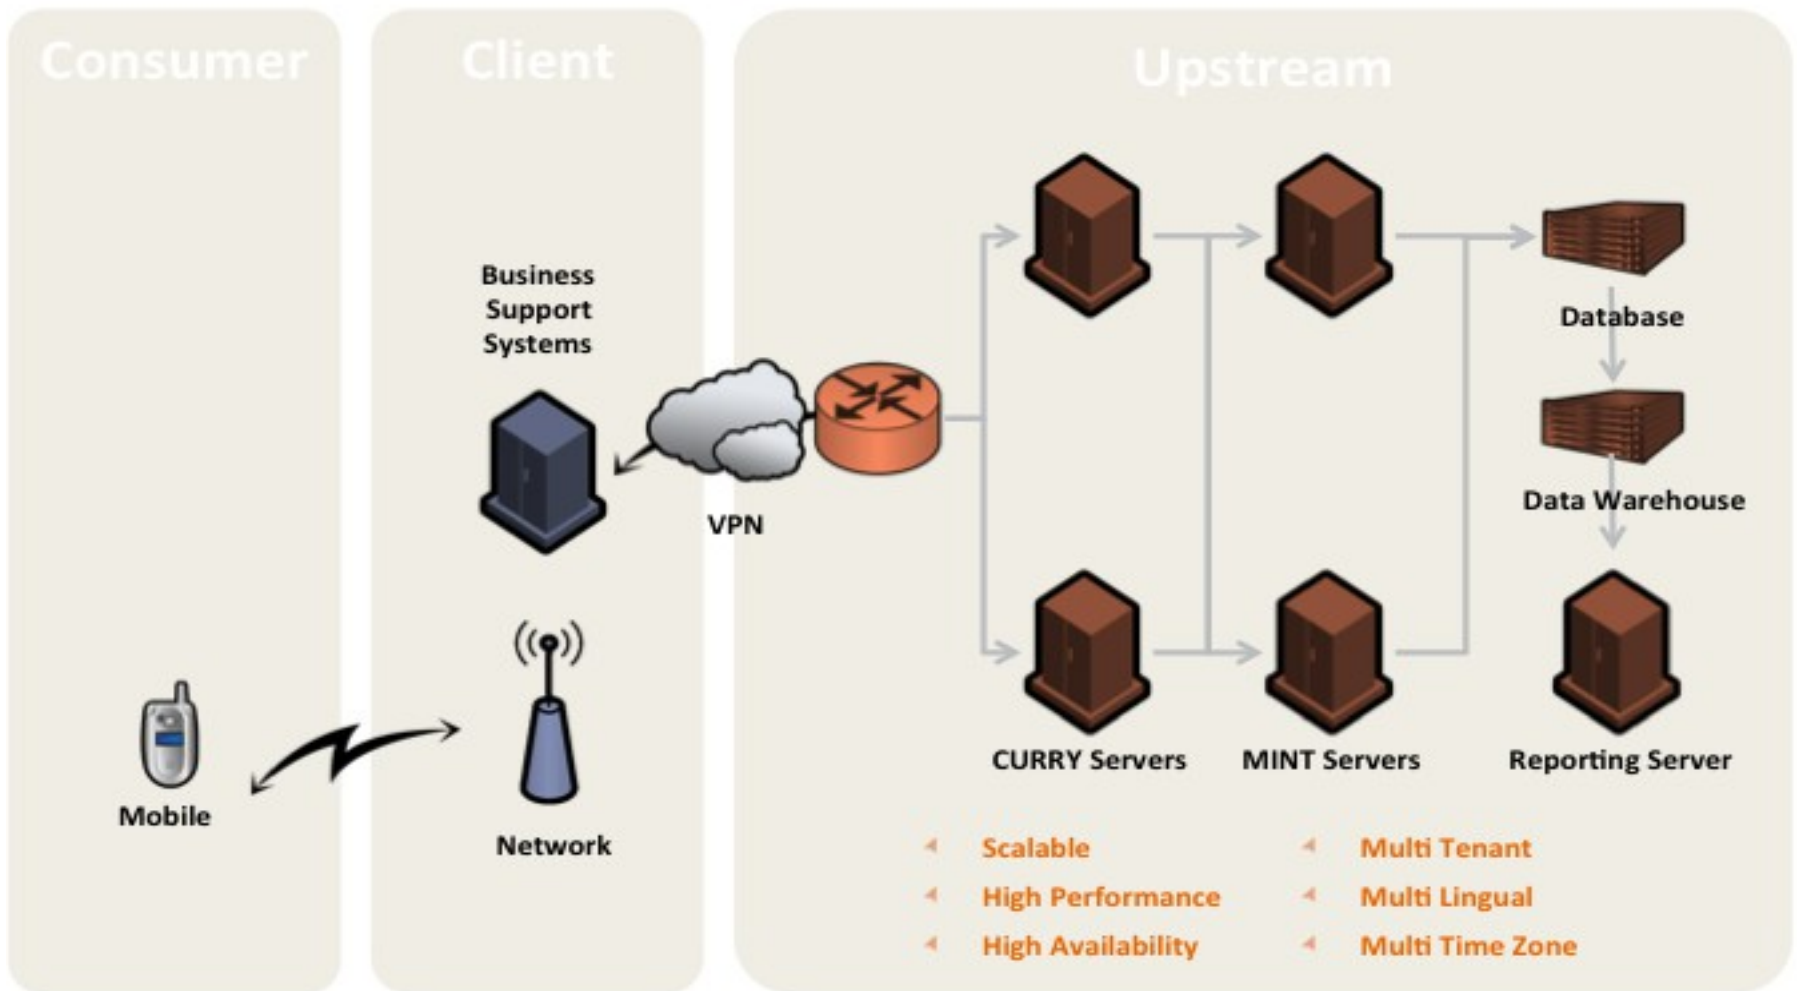 Consumer
Client
Upstream
Business
Support
Systems
VPN
Database
Data Warehouse
Mobile
Network
CURRY Servers
MINT Servers
Reporting Server
Scalable
High Performance
High Availability
Multi Tenant
Multi Lingual
Multi Time Zone